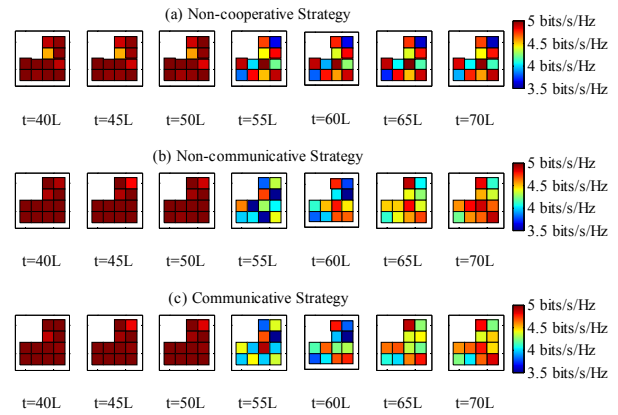 (a) Non-cooperative Strategy
5 bits/s/Hz
4.5 bits/s/Hz
4 bits/s/Hz
3.5 bits/s/Hz
t=40L t=45L t=50L t=55L t=60L t=65L t=70L
(b) Non-communicative Strategy
5 bits/s/Hz
4.5 bits/s/Hz
4 bits/s/Hz
3.5 bits/s/Hz
t=40L t=45L t=50L t=55L t=60L t=65L t=70L
(c) Communicative Strategy
5 bits/s/Hz
4.5 bits/s/Hz
4 bits/s/Hz
3.5 bits/s/Hz
t=40L t=45L t=50L t=55L t=60L t=65L t=70L